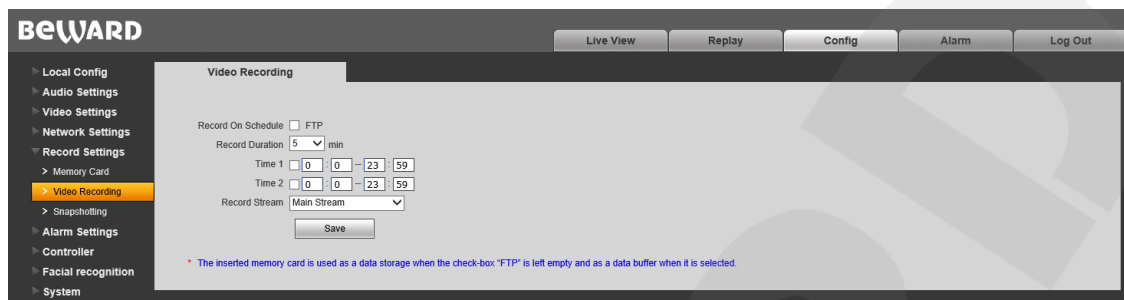 BEWARD
Live View Replay Config Alarm Log Out
Local Config
Audio Settings
Video Settings
Network Settings
Record Settings
> Memory Card
> Video Recording
> Snapshotting
Alarm Settings
Controller
Facial recognition
System
Video Recording
Record On Schedule FTP
Record Duration 5 min
Time 1 0 : 0 -- 23 : 59
Time 2 0 : 0 -- 23 : 59
Record Stream Main Stream
Save
* The inserted memory card is used as a data storage when the check-box "FTP" is left empty and as a data buffer when it is selected.